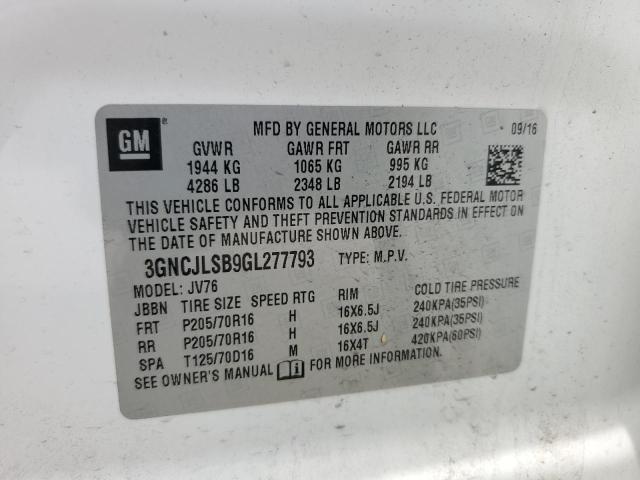 GM ®
MFD BY GENERAL MOTORS LLC 09/16
GVWR GAWR FRT GAWR RR
1944 KG 1065 KG 995 KG
4286 LB 2348 LB 2194 LB
THIS VEHICLE CONFORMS TO ALL APPLICABLE U.S. FEDERAL MOTOR
VEHICLE SAFETY AND THEFT PREVENTION STANDARDS IN EFFECT ON
THE DATE OF MANUFACTURE SHOWN ABOVE.
3GNCJLSB9GL277793 TYPE: M.P.V.
MODEL: JV76
JBBN TIRE SIZE SPEED RTG RIM COLD TIRE PRESSURE
FRT P205/70R16 H 16X6.5J 240KPA(35PSI)
RR P205/70R16 H 16X6.5J 240KPA(35PSI)
SPA T125/70D16 M 16X4T 420KPA(60PSI)
SEE OWNER'S MANUAL i FOR MORE INFORMATION.